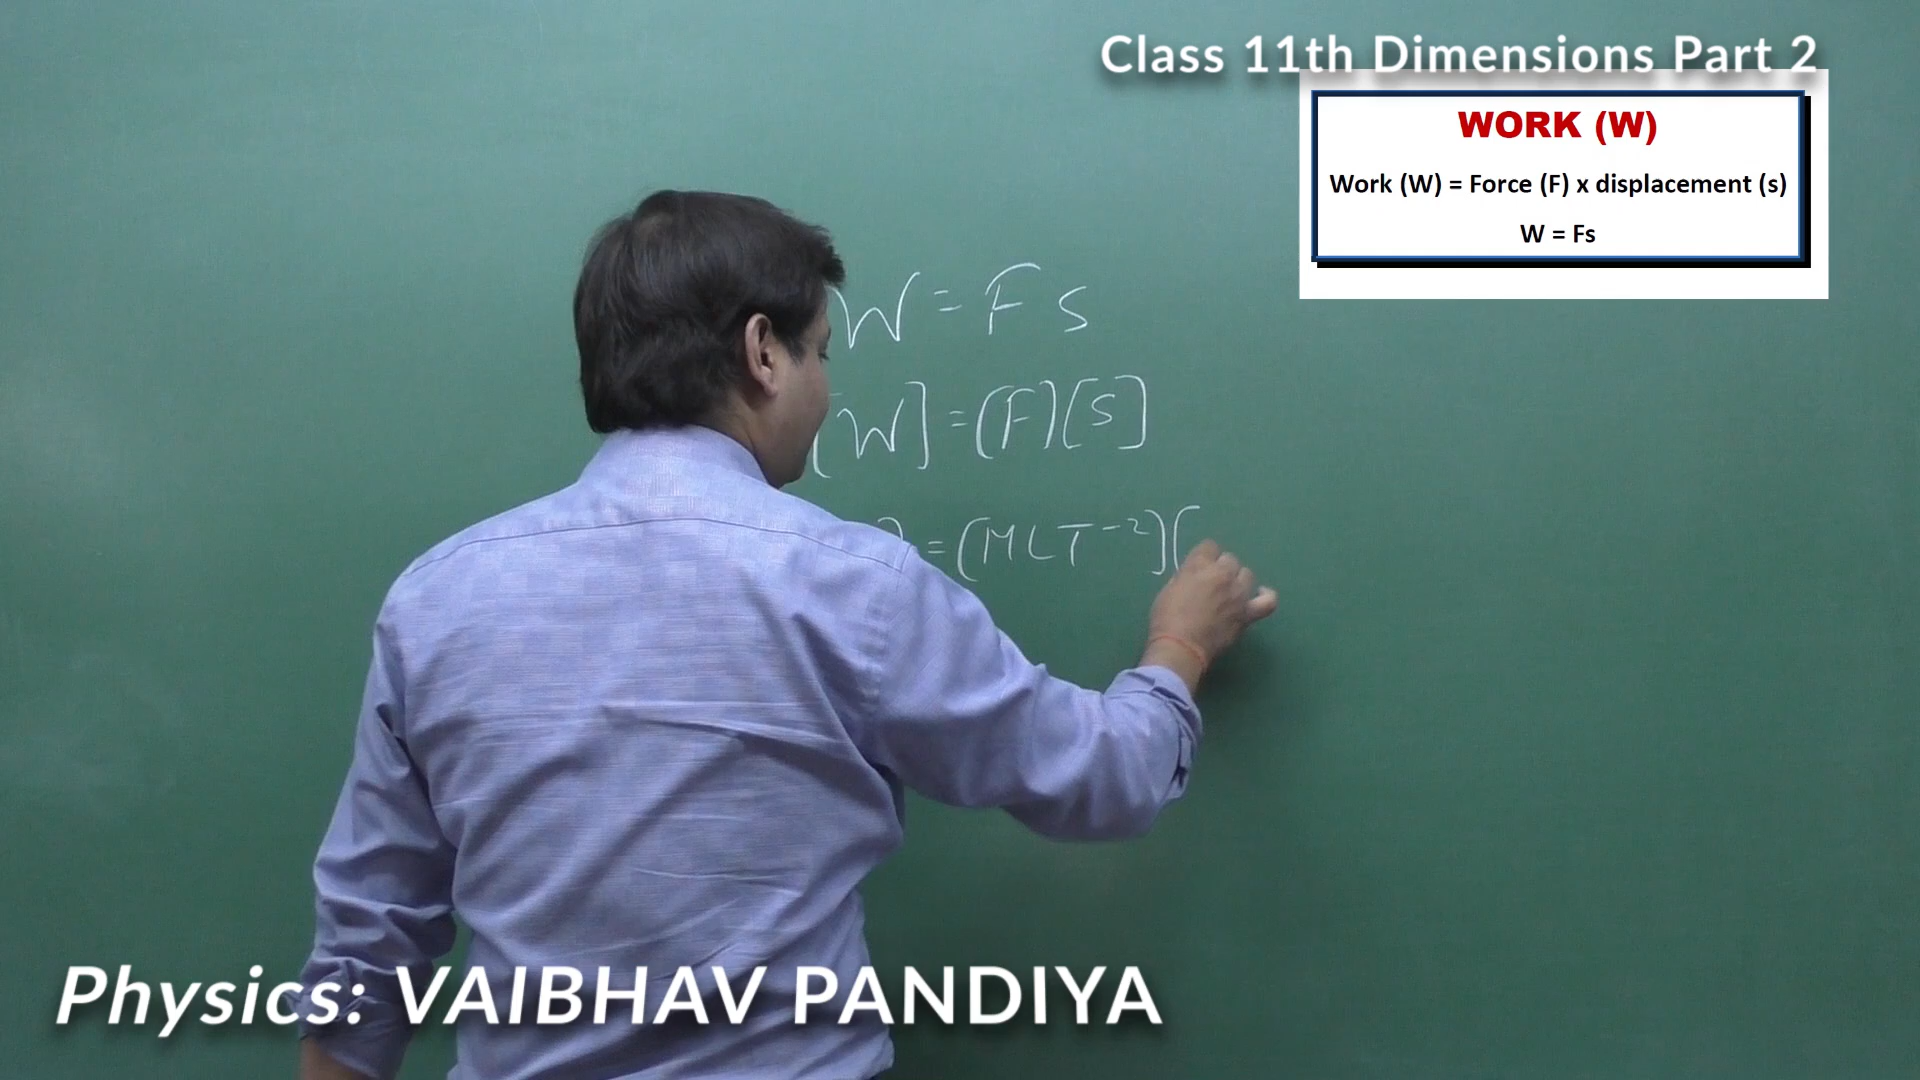 Class 11th Dimensions Part 2
WORK (W)
Work (W) = Force (F) x displacement (s)
W = Fs
W = F s
[W] = [F][S]
] = [MLT⁻²][
Physics: VAIBHAV PANDIYA